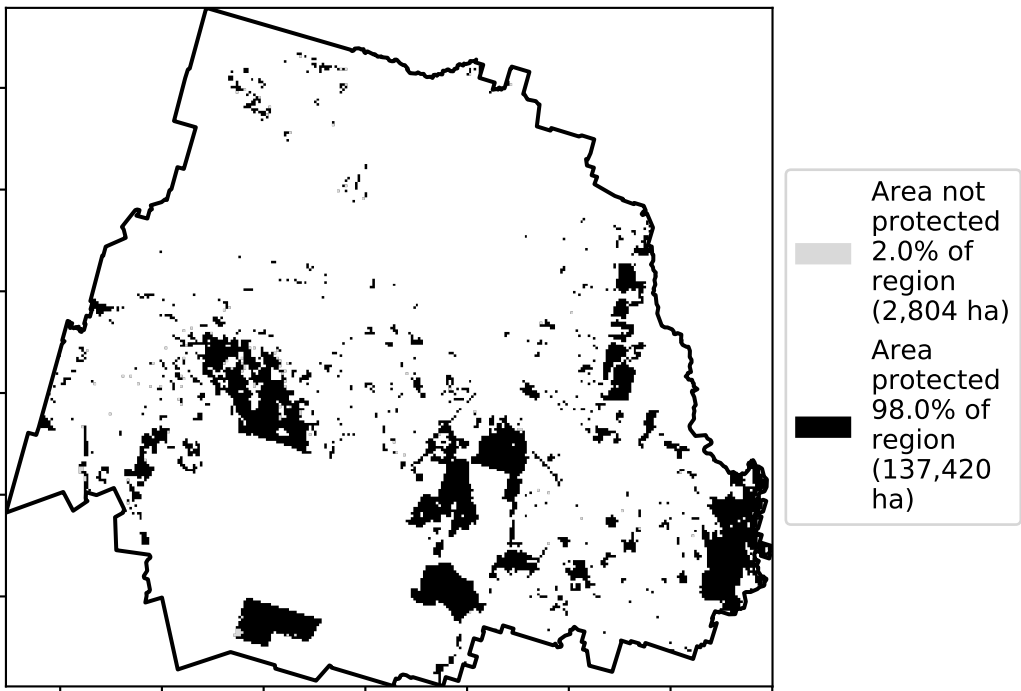 Area not
protected
2.0% of
region
(2,804 ha)
Area
protected
98.0% of
region
(137,420
ha)